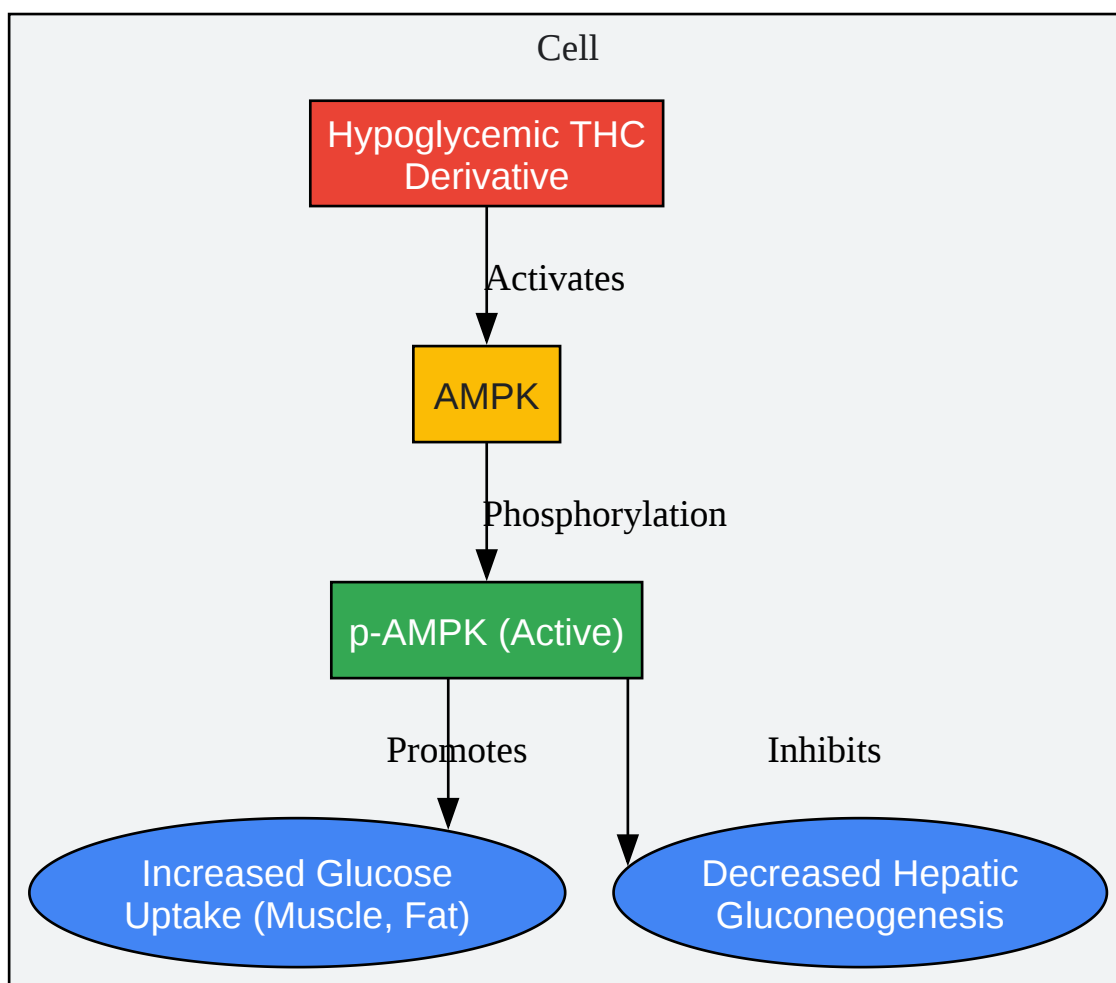 Cell
Hypoglycemic THC
Derivative
Activates
AMPK
Phosphorylation
p-AMPK (Active)
Promotes
Inhibits
Increased Glucose
Uptake (Muscle, Fat)
Decreased Hepatic
Gluconeogenesis